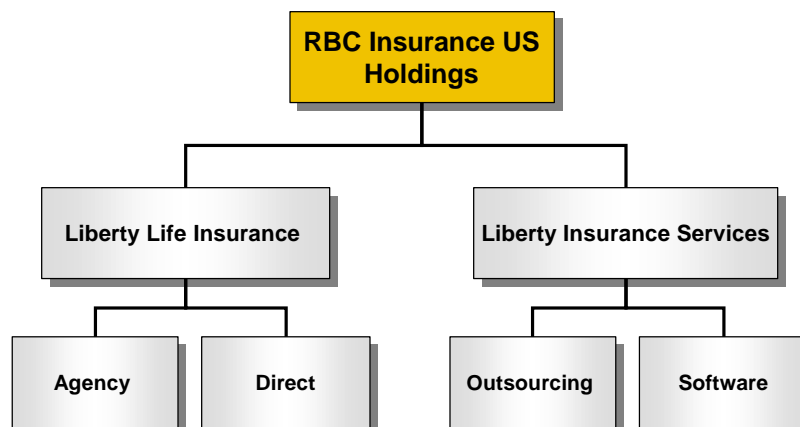 RBC Insurance US
Holdings
Liberty Life Insurance
Liberty Insurance Services
Agency
Direct
Outsourcing
Software